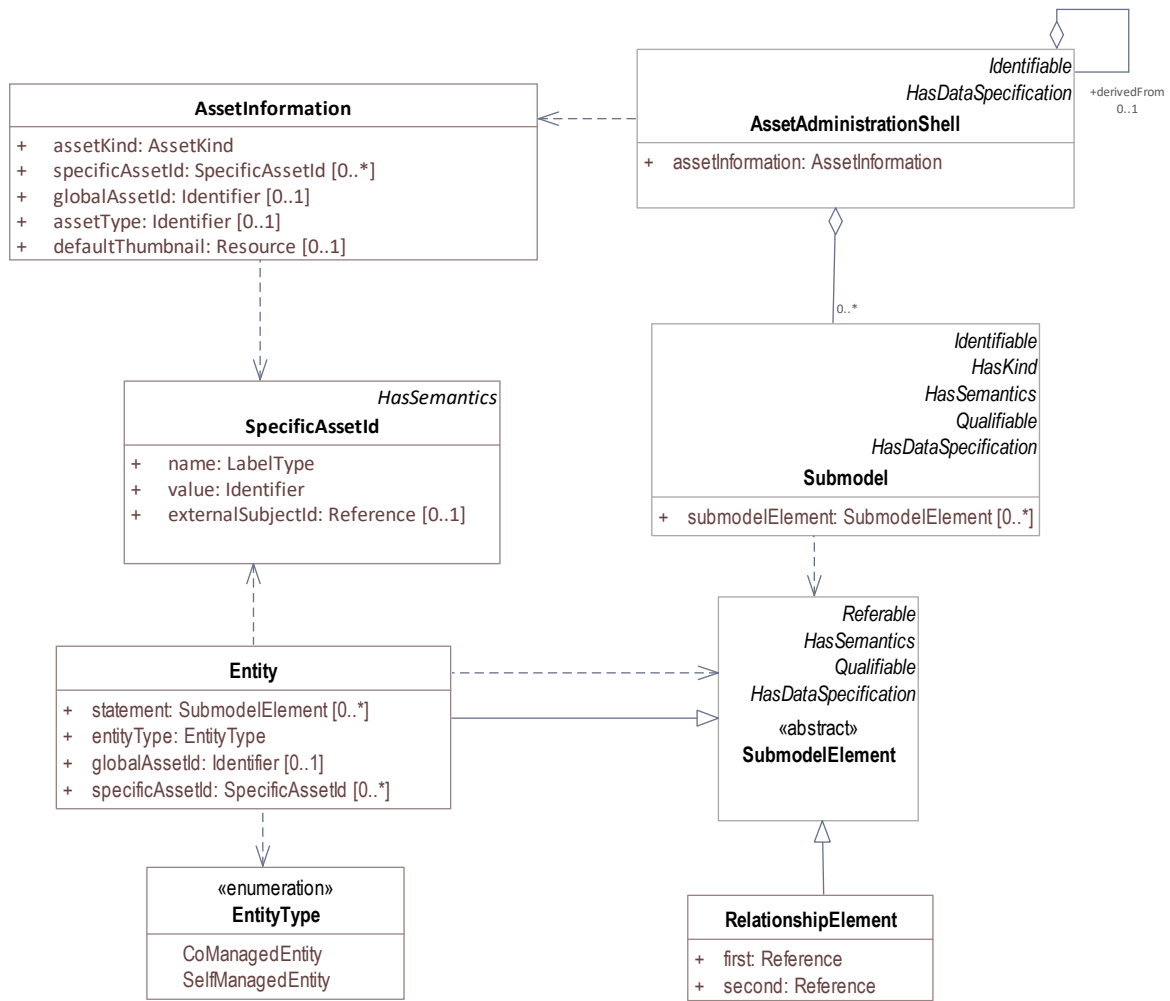 Identifiable
HasDataSpecification
AssetAdministrationShell
+ assetInformation: AssetInformation
+derivedFrom
0..1
AssetInformation
+ assetKind: AssetKind
+ specificAssetId: SpecificAssetId [0..*]
+ globalAssetId: Identifier [0..1]
+ assetType: Identifier [0..1]
+ defaultThumbnail: Resource [0..1]
0..*
Identifiable
HasKind
HasSemantics
Qualifiable
HasDataSpecification
Submodel
+ submodelElement: SubmodelElement [0..*]
HasSemantics
SpecificAssetId
+ name: LabelType
+ value: Identifier
+ externalSubjectId: Reference [0..1]
Referable
HasSemantics
Qualifiable
HasDataSpecification
«abstract»
SubmodelElement
Entity
+ statement: SubmodelElement [0..*]
+ entityType: EntityType
+ globalAssetId: Identifier [0..1]
+ specificAssetId: SpecificAssetId [0..*]
«enumeration»
EntityType
CoManagedEntity
SelfManagedEntity
RelationshipElement
+ first: Reference
+ second: Reference